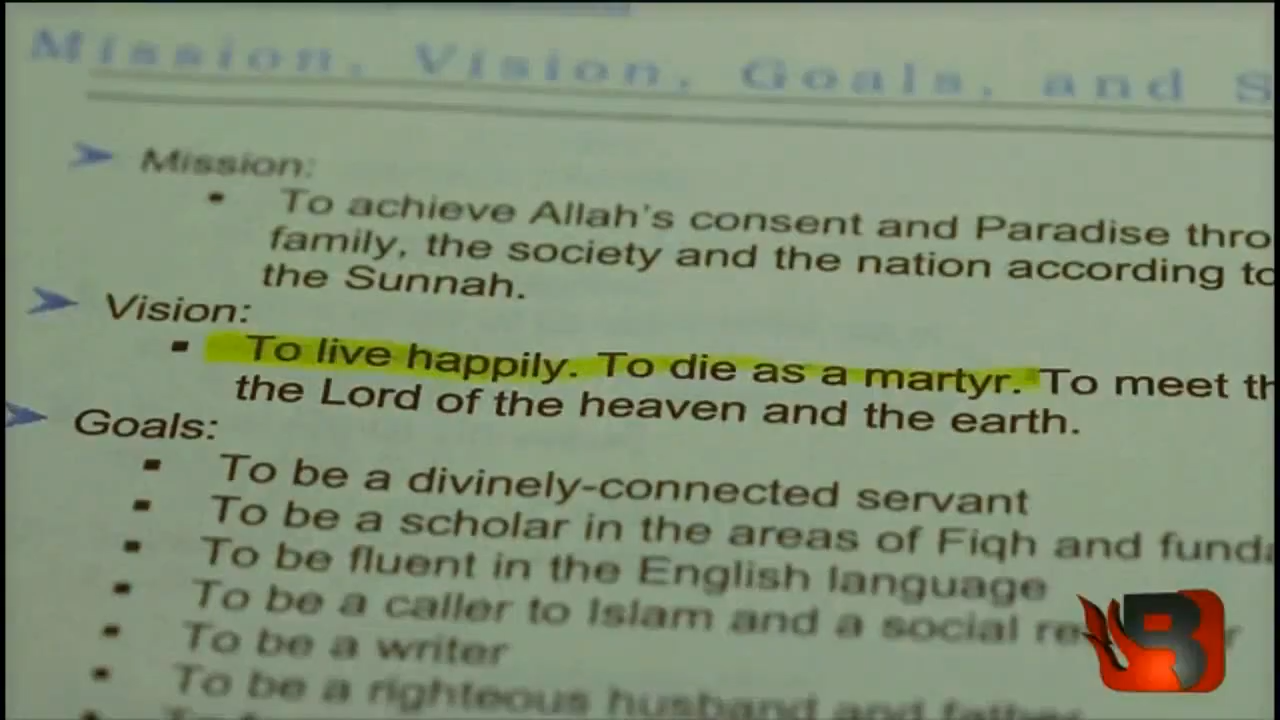 Mission, Vision, Goals, and S
Mission:
To achieve Allah's consent and Paradise thro
family, the society and the nation according to
the Sunnah.
Vision:
To live happily. To die as a martyr. To meet th
the Lord of the heaven and the earth.
Goals:
To be a divinely-connected servant
To be a scholar in the areas of Fiqh and funda
To be fluent in the English language
To be a caller to Islam and a social re
To be a writer
To be a righteous husband and father
B